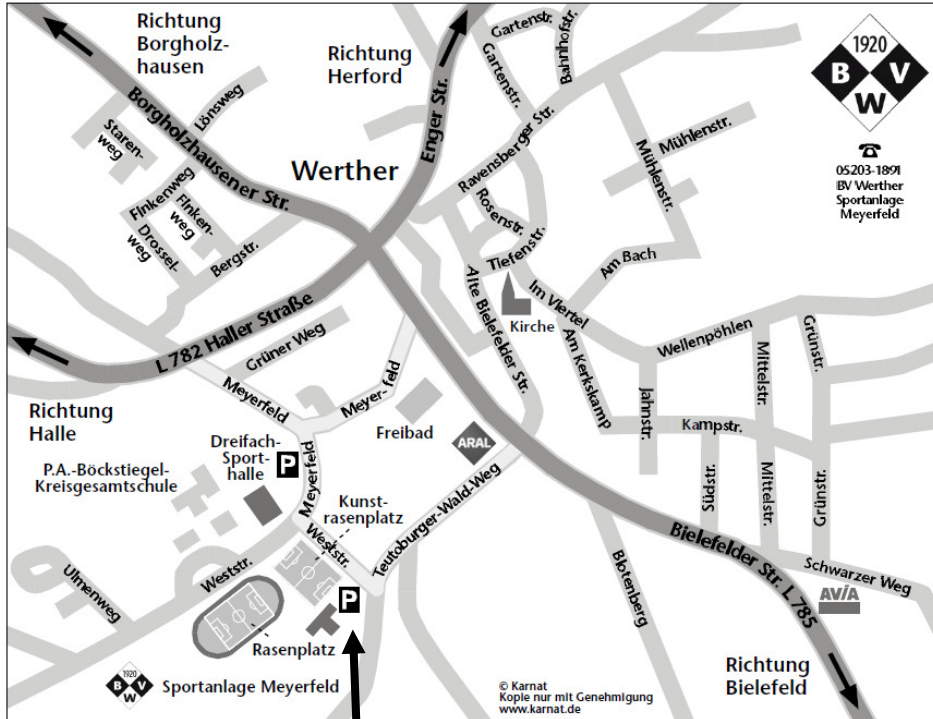 Richtung
Borgholz-
hausen
Richtung
Herford
Gartenstr.
Gartenstr.
Bahnhofstr.
1920
B V
W
05203-1891
BV Werther
Sportanlage
Meyerfeld
Borgholzhausener Str.
Lönsweg
Staren-
weg
Finkenweg
Finken-
weg
Drossel-
weg
Bergstr.
Werther
Enger Str.
Ravensberger Str.
Mühlenstr.
Mühlenstr.
Rosenstr.
Tiefenstr.
Am Bach
Alte Bielefelder Str.
Kirche
Im Viertel
Am Kerkskamp
Wellenpöhlen
Mittelstr.
Mittelstr.
Grünstr.
Grünstr.
Jahnstr.
Kampstr.
Südstr.
L 782 Haller Straße
Grüner Weg
Meyerfeld
Meyer-feld
Meyerfeld
Richtung
Halle
Freibad
ARAL
Dreifach-
Sport-
halle
P
P.A.-Böckstiegel-
Kreisgesamtschule
Kunst-
rasenplatz
Weststr.
Weststr.
Teutoburger-Wald-Weg
Ulmenweg
P
Rasenplatz
Blotenberg
Bielefelder Str. L 785
Schwarzer Weg
AVIA
1920
B V
W
Sportanlage Meyerfeld
© Karnat
Kopie nur mit Genehmigung
www.karnat.de
Richtung
Bielefeld